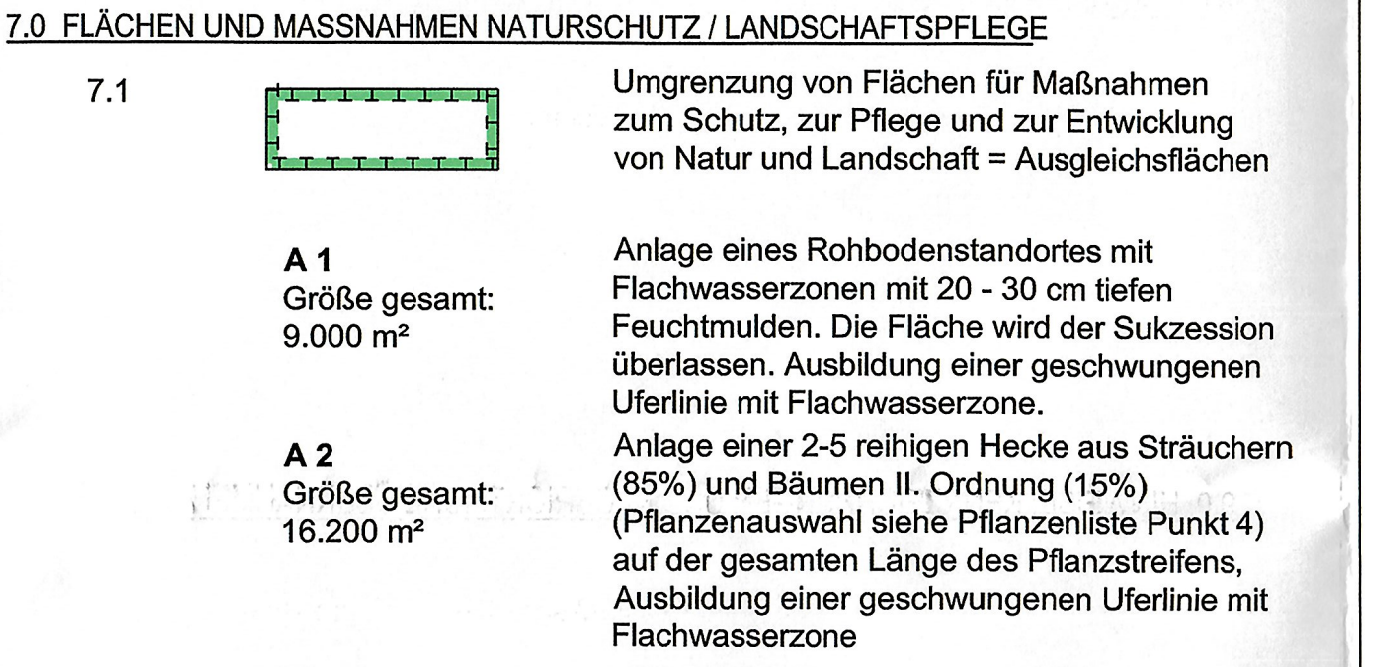 7.0 FLÄCHEN UND MASSNAHMEN NATURSCHUTZ / LANDSCHAFTSPFLEGE
7.1
Umgrenzung von Flächen für Maßnahmen
zum Schutz, zur Pflege und zur Entwicklung
von Natur und Landschaft = Ausgleichsflächen
A 1
Größe gesamt:
9.000 m²
Anlage eines Rohbodenstandortes mit
Flachwasserzonen mit 20 - 30 cm tiefen
Feuchtmulden. Die Fläche wird der Sukzession
überlassen. Ausbildung einer geschwungenen
Uferlinie mit Flachwasserzone.
A 2
Größe gesamt:
16.200 m²
Anlage einer 2-5 reihigen Hecke aus Sträuchern
(85%) und Bäumen II. Ordnung (15%)
(Pflanzenauswahl siehe Pflanzenliste Punkt 4)
auf der gesamten Länge des Pflanzstreifens,
Ausbildung einer geschwungenen Uferlinie mit
Flachwasserzone